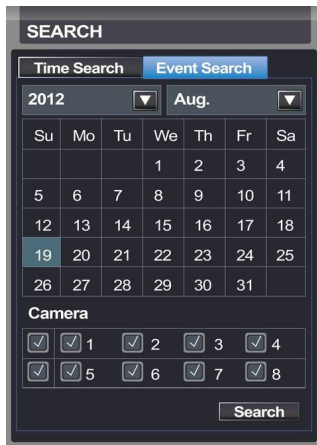 SEARCH
Time Search Event Search
2012 Aug.
Su Mo Tu We Th Fr Sa
1 2 3 4
5 6 7 8 9 10 11
12 13 14 15 16 17 18
19 20 21 22 23 24 25
26 27 28 29 30 31
Camera
1 2 3 4
5 6 7 8
Search